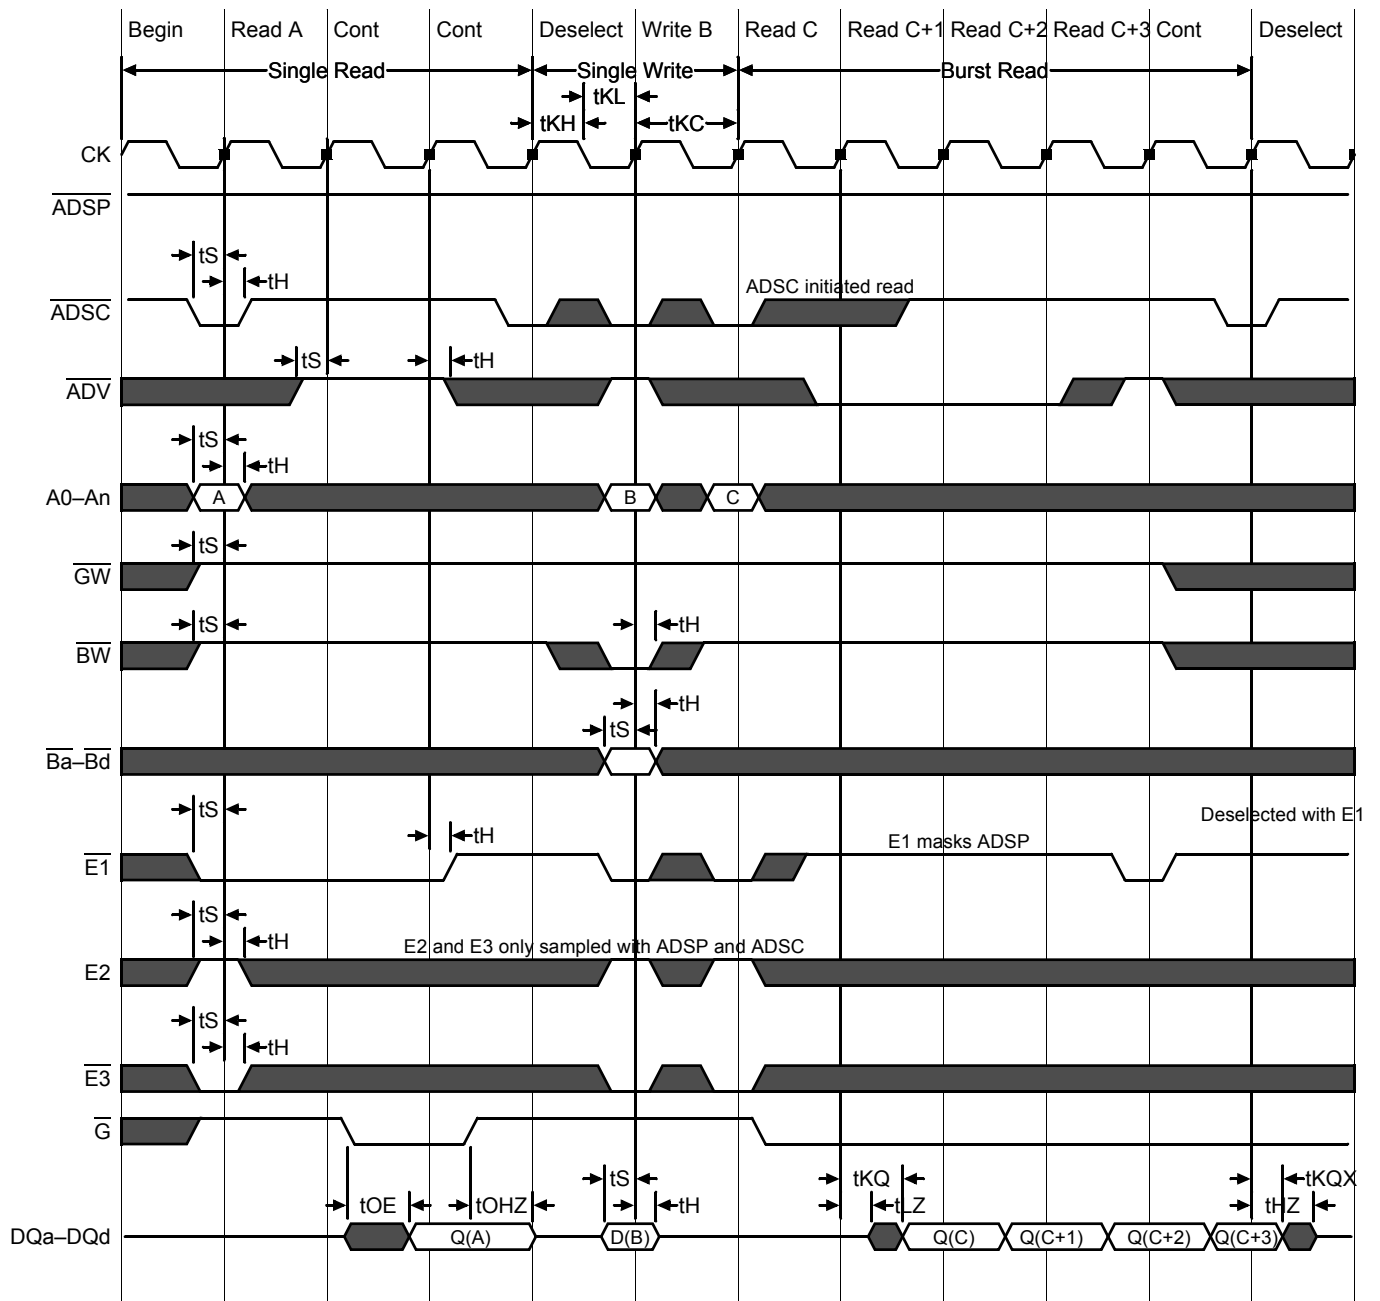 Begin Read A Cont Cont Deselect Write B Read C Read C+1 Read C+2 Read C+3 Cont Deselect
Single Read Single Write Burst Read
tKL
tKH tKC
CK
ADSP
tS
tH
ADSC initiated read
ADSC
tS tH
ADV
tS
tH
A0–An A B C
tS
GW
tS tH
BW
tH
tS
Ba–Bd
tS
Deselected with E1
tH
E1 masks ADSP
E1
tS
tH
E2 and E3 only sampled with ADSP and ADSC
E2
tS
tH
E3
G
tS tKQ tKQX
tOE tOHZ tH tLZ tHZ
DQa–DQd Q(A) D(B) Q(C) Q(C+1) Q(C+2) Q(C+3)